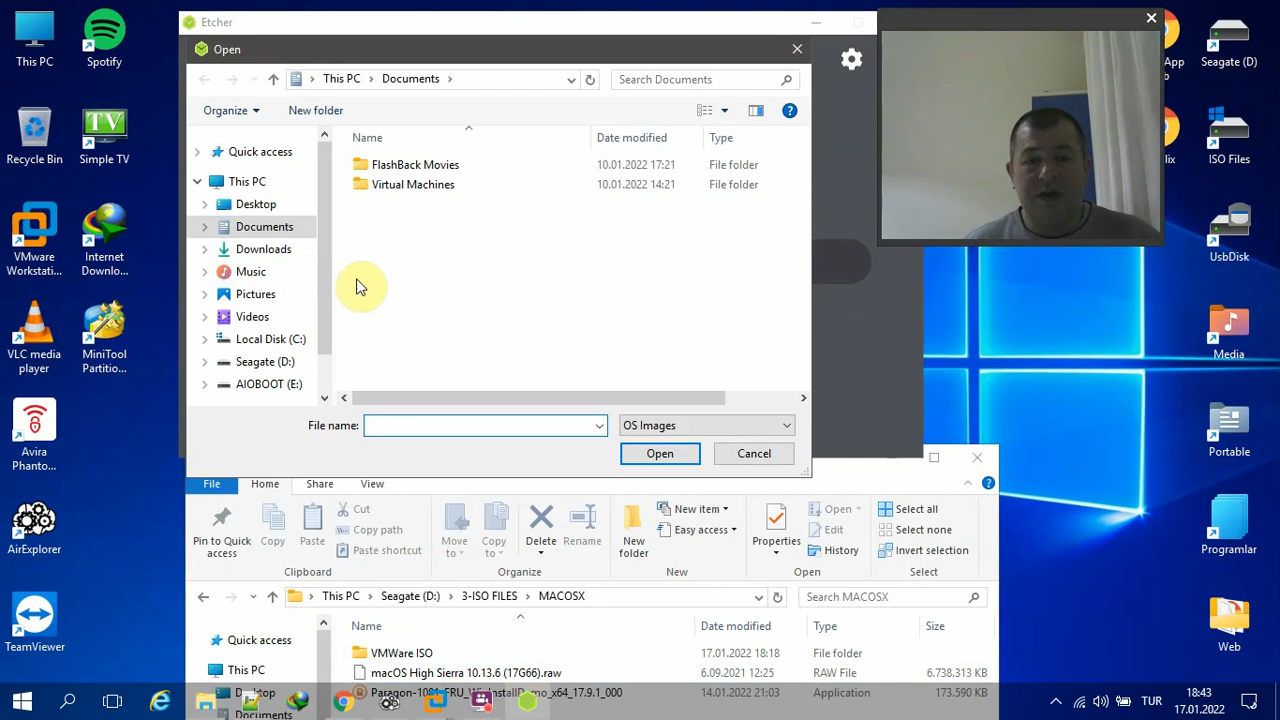 This PC
Spotify
Recycle Bin
TV
Simple TV
VMware
Workstati...
Internet
Downlo...
VLC media
player
MiniTool
Partitio...
Avira
Phanto...
AirExplorer
TeamViewer
Etcher
Open
This PC > Documents >
Search Documents
Organize
New folder
Name
Date modified
Type
FlashBack Movies
10.01.2022 17:21
File folder
Virtual Machines
10.01.2022 14:21
File folder
Quick access
This PC
Desktop
Documents
Downloads
Music
Pictures
Videos
Local Disk (C:)
Seagate (D:)
AIOBOOT (E:)
File name:
OS Images
Open
Cancel
File
Home
Share
View
Pin to Quick
access
Copy
Paste
Cut
Copy path
Paste shortcut
Clipboard
Move
to
Copy
to
Delete
Rename
Organize
New
folder
New item
Easy access
New
Properties
Open
Edit
History
Open
Select all
Select none
Invert selection
Select
This PC > Seagate (D:) > 3-ISO FILES > MACOSX
Search MACOSX
Name
Date modified
Type
Size
Quick access
This PC
Desktop
Documents
VMWare ISO
17.01.2022 18:18
File folder
macOS High Sierra 10.13.6 (17G66).raw
6.09.2021 12:25
RAW File
6.738.313 KB
14.01.2022 21:03
Application
173.590 KB
App
Seagate (D)
ISO Files
UsbDisk
Media
Portable
Programlar
Web
TUR
18:43
17.01.2022